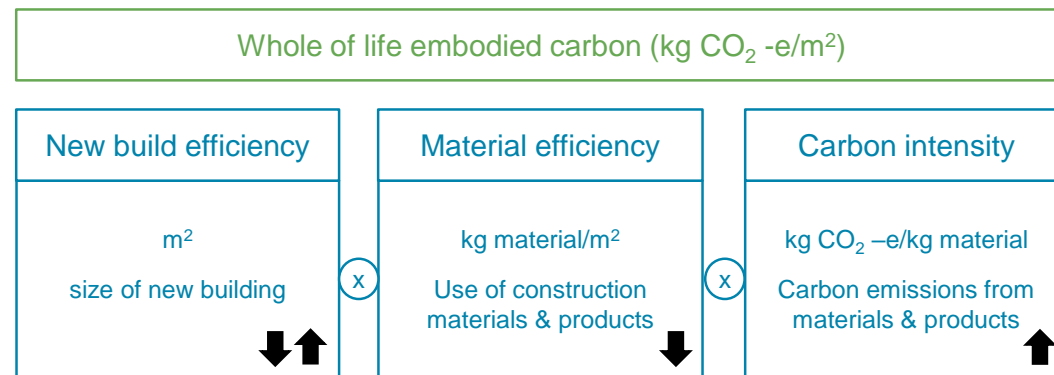 Whole of life embodied carbon (kg CO₂ -e/m²)
New build efficiency
Material efficiency
Carbon intensity
m²
size of new building
x
kg material/m²
Use of construction
materials & products
x
kg CO₂ –e/kg material
Carbon emissions from
materials & products